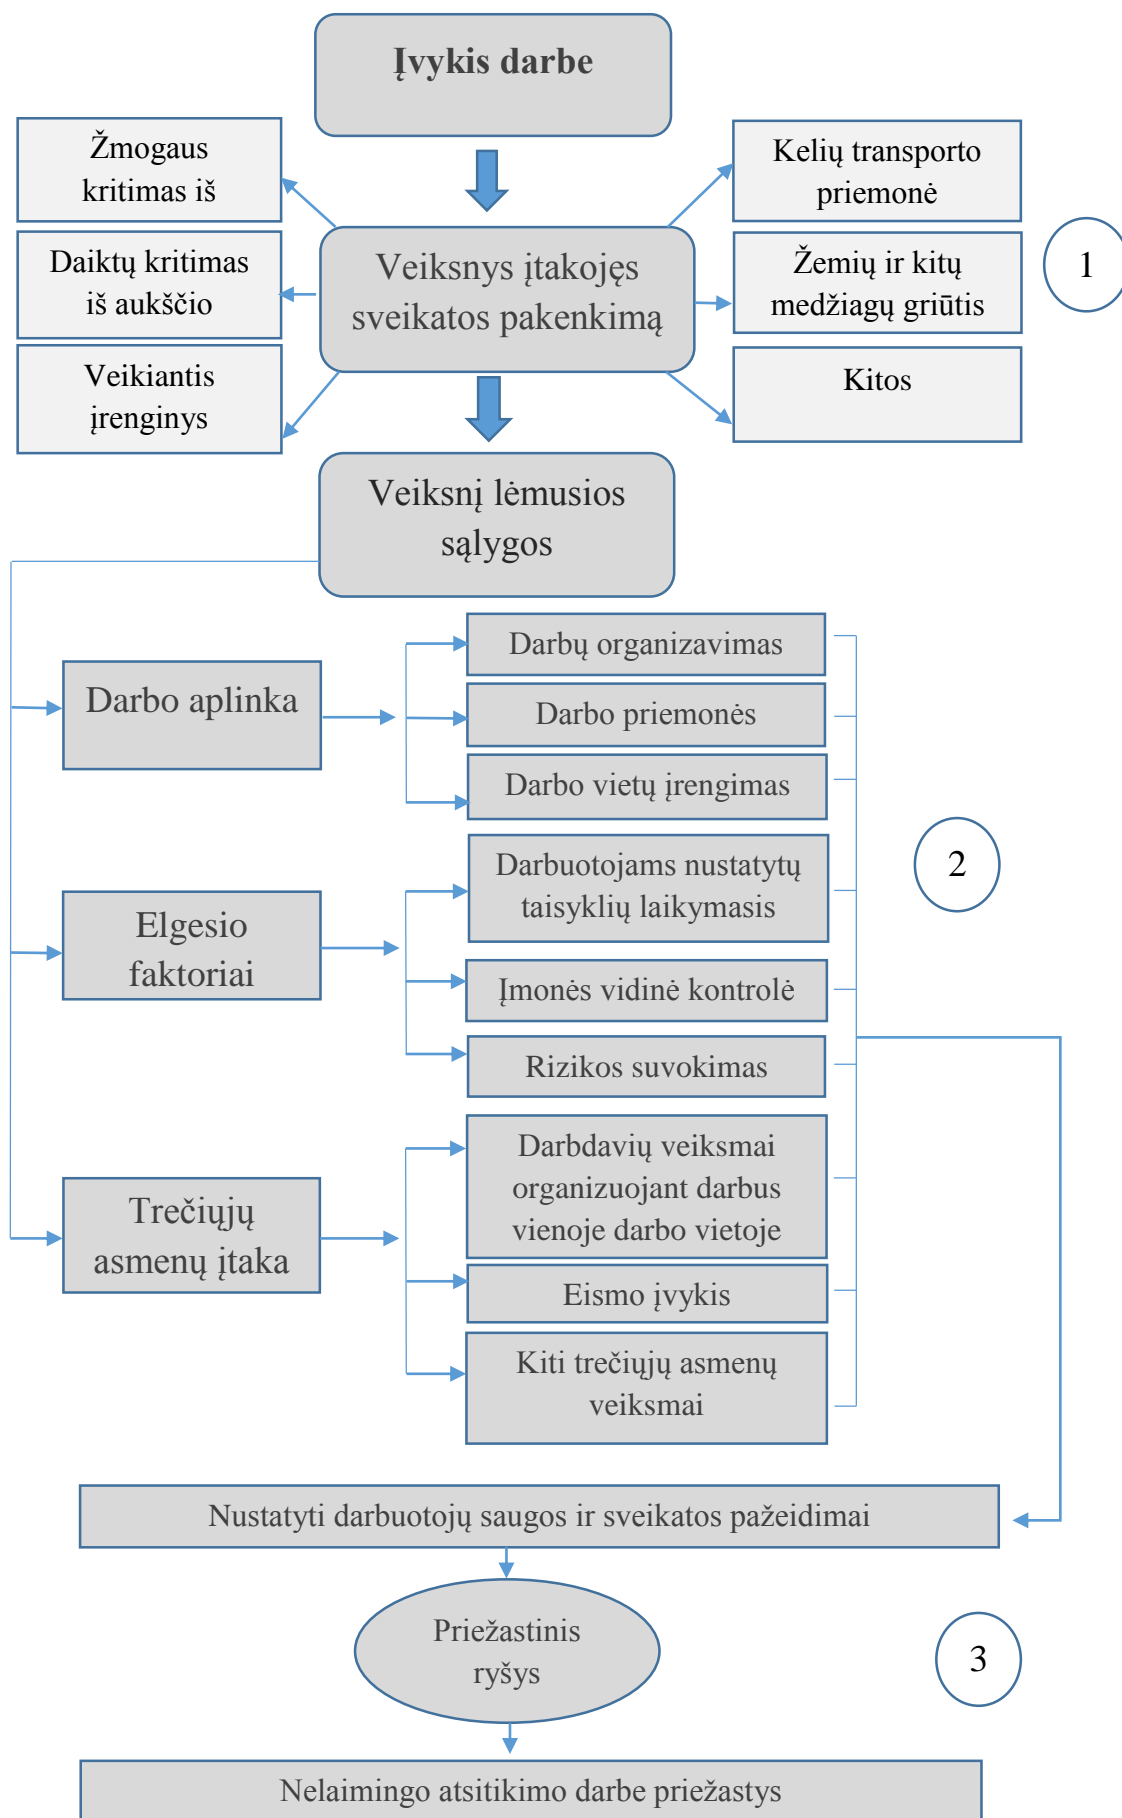 Įvykis darbe
Žmogaus
kritimas iš
Kelių transporto
priemonė
Daiktų kritimas
iš aukščio
Veiksnys įtakojęs
sveikatos pakenkimą
Žemių ir kitų
medžiagų griūtis
1
Veikiantis
įrenginys
Kitos
Veiksnį lėmusios
sąlygos
Darbo aplinka
Darbų organizavimas
Darbo priemonės
Darbo vietų įrengimas
2
Elgesio
faktoriai
Darbuotojams nustatytų
taisyklių laikymasis
Įmonės vidinė kontrolė
Rizikos suvokimas
Trečiųjų
asmenų įtaka
Darbdavių veiksmai
organizuojant darbus
vienoje darbo vietoje
Eismo įvykis
Kiti trečiųjų asmenų
veiksmai
Nustatyti darbuotojų saugos ir sveikatos pažeidimai
Priežastinis
ryšys
3
Nelaimingo atsitikimo darbe priežastys